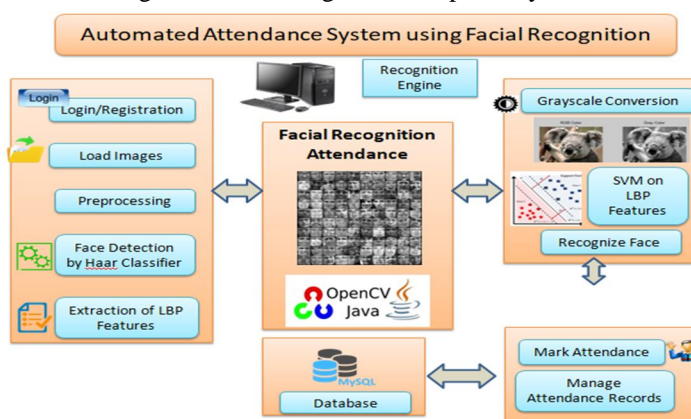 Automated Attendance System using Facial Recognition
Login
Login/Registration
Load Images
Preprocessing
Face Detection
by Haar Classifier
Extraction of LBP
Features
Recognition
Engine
Facial Recognition
Attendance
OpenCV
Java
MySQL
Database
Grayscale Conversion
SVM on
LBP
Features
Recognize Face
Mark Attendance
Manage
Attendance Records